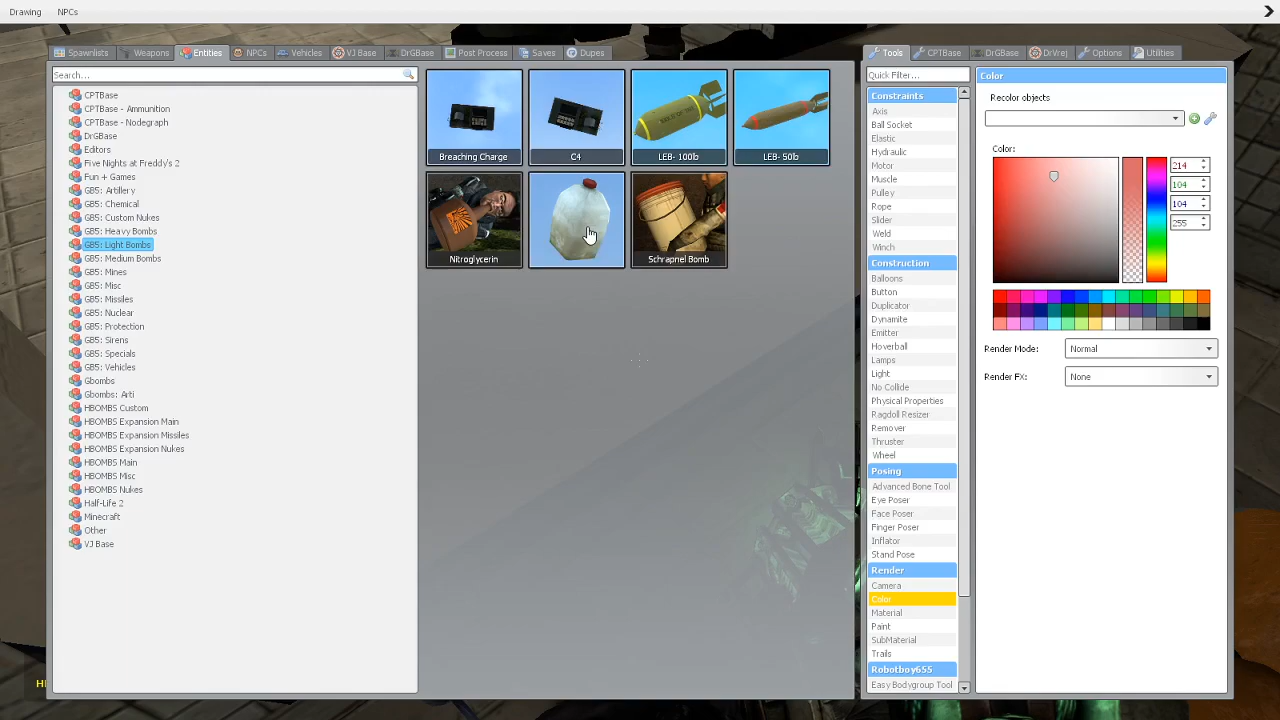 Drawing NPCs
Spawnlists Weapons Entities NPCs Vehicles VJ Base DrGBase Post Process Saves Dupes
Search...
CPTBase
CPTBase - Ammunition
CPTBase - Nodegraph
DrGBase
Editors
Five Nights at Freddy's 2
Fun + Games
GB5: Artillery
GB5: Chemical
GB5: Custom Nukes
GB5: Heavy Bombs
GB5: Light Bombs
GB5: Medium Bombs
GB5: Mines
GB5: Misc
GB5: Missiles
GB5: Nuclear
GB5: Protection
GB5: Sirens
GB5: Specials
GB5: Vehicles
Gbombs
Gbombs: Arti
HBOMBS Custom
HBOMBS Expansion Main
HBOMBS Expansion Missiles
HBOMBS Expansion Nukes
HBOMBS Main
HBOMBS Misc
HBOMBS Nukes
Half-Life 2
Minecraft
Other
VJ Base
Breaching Charge C4 LEB- 100lb LEB- 50lb
Nitroglycerin Schrapnel Bomb
Tools CPTBase DrGBase DrVrej Options Utilities
Quick Filter...
Constraints
Axis
Ball Socket
Elastic
Hydraulic
Motor
Muscle
Pulley
Rope
Slider
Weld
Winch
Construction
Balloons
Button
Duplicator
Dynamite
Emitter
Hoverball
Lamps
Light
No Collide
Physical Properties
Ragdoll Resizer
Remover
Thruster
Wheel
Posing
Advanced Bone Tool
Eye Poser
Face Poser
Finger Poser
Inflator
Stand Pose
Render
Camera
Color
Material
Paint
SubMaterial
Trails
Robotboy655
Easy Bodygroup Tool
Color
Recolor objects
Color:
214
104
104
255
Render Mode: Normal
Render FX: None